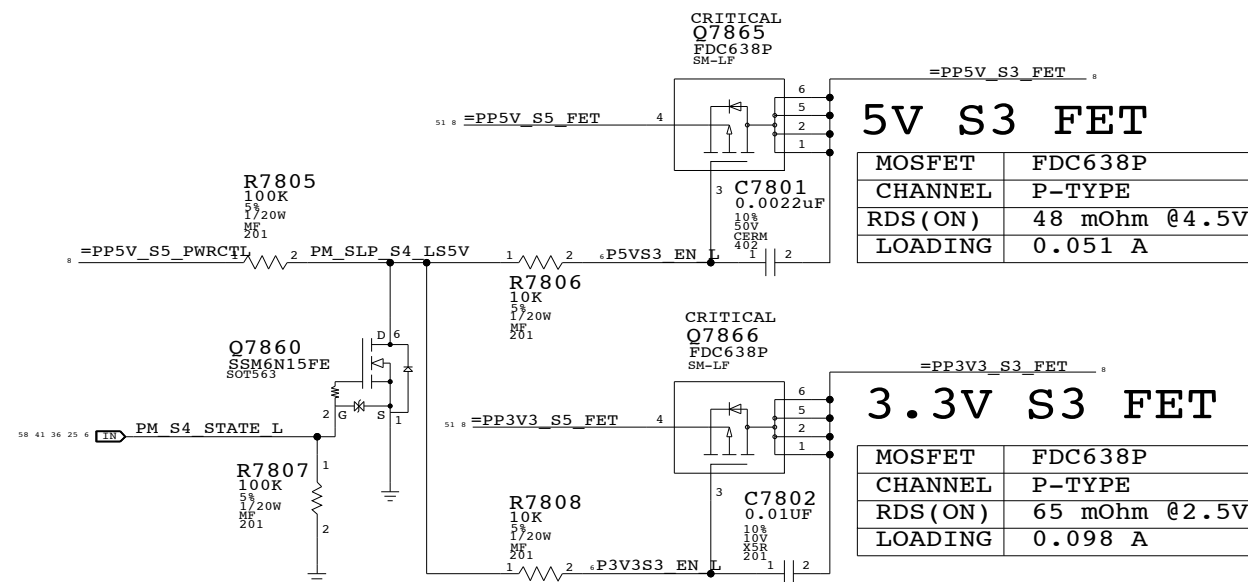 CRITICAL
Q7865
FDC638P
SM-LF
=PP5V_S3_FET 8
6
5
2
1
51 8 =PP5V_S5_FET 4
5V S3 FET
MOSFET FDC638P
CHANNEL P-TYPE
RDS(ON) 48 mOhm @4.5V
LOADING 0.051 A
3
C7801
0.0022uF
10%
50V
CERM
402
1 2
R7805
100K
5%
1/20W
MF
201
8 =PP5V_S5_PWRCTL 1 2 PM_SLP_S4_LS5V 1 2 6 P5VS3_EN_L
R7806
10K
5%
1/20W
MF
201
Q7860
SSM6N15FE
SOT563
D 6
2 G S 1
58 41 36 25 6 IN PM_S4_STATE_L
R7807
100K
5%
1/20W
MF
201
1
2
CRITICAL
Q7866
FDC638P
SM-LF
=PP3V3_S3_FET 8
6
5
2
1
51 8 =PP3V3_S5_FET 4
3.3V S3 FET
MOSFET FDC638P
CHANNEL P-TYPE
RDS(ON) 65 mOhm @2.5V
LOADING 0.098 A
3
C7802
0.01UF
10%
10V
X5R
201
1 2
R7808
10K
5%
1/20W
MF
201
1 2 6 P3V3S3_EN_L